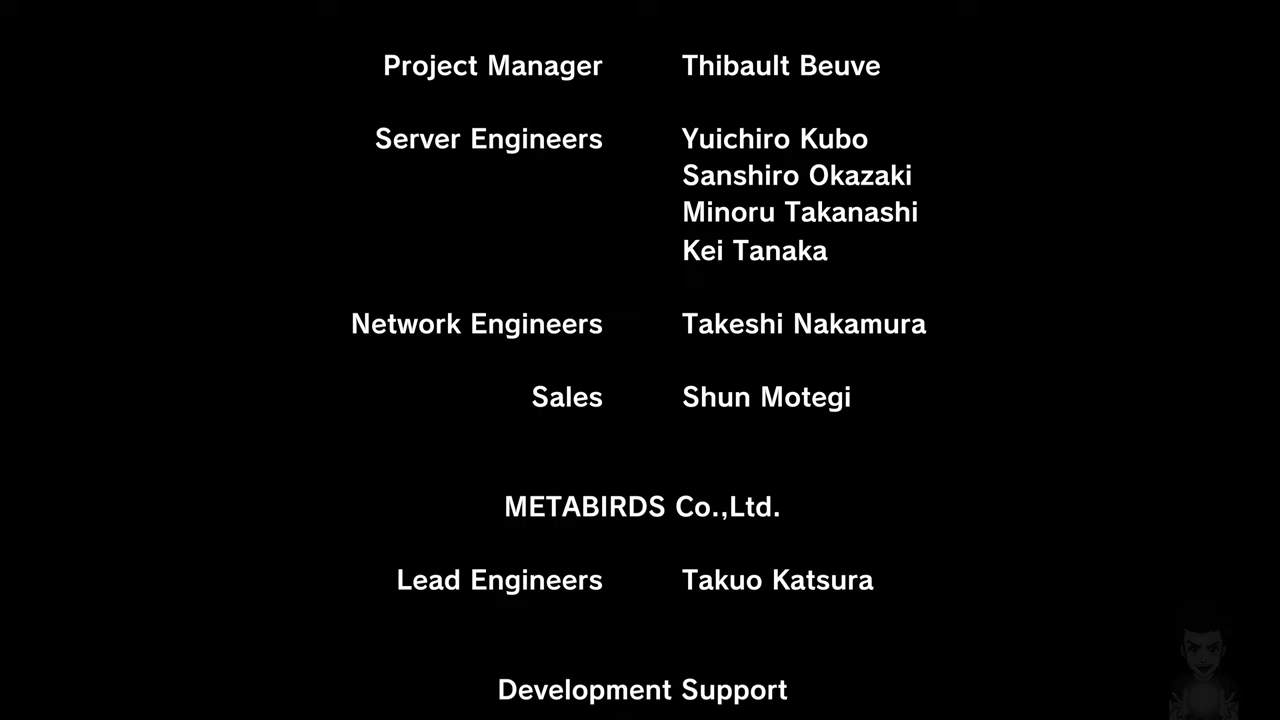 Project Manager Thibault Beuve
Server Engineers Yuichiro Kubo
Sanshiro Okazaki
Minoru Takanashi
Kei Tanaka
Network Engineers Takeshi Nakamura
Sales Shun Motegi
METABIRDS Co.,Ltd.
Lead Engineers Takuo Katsura
Development Support